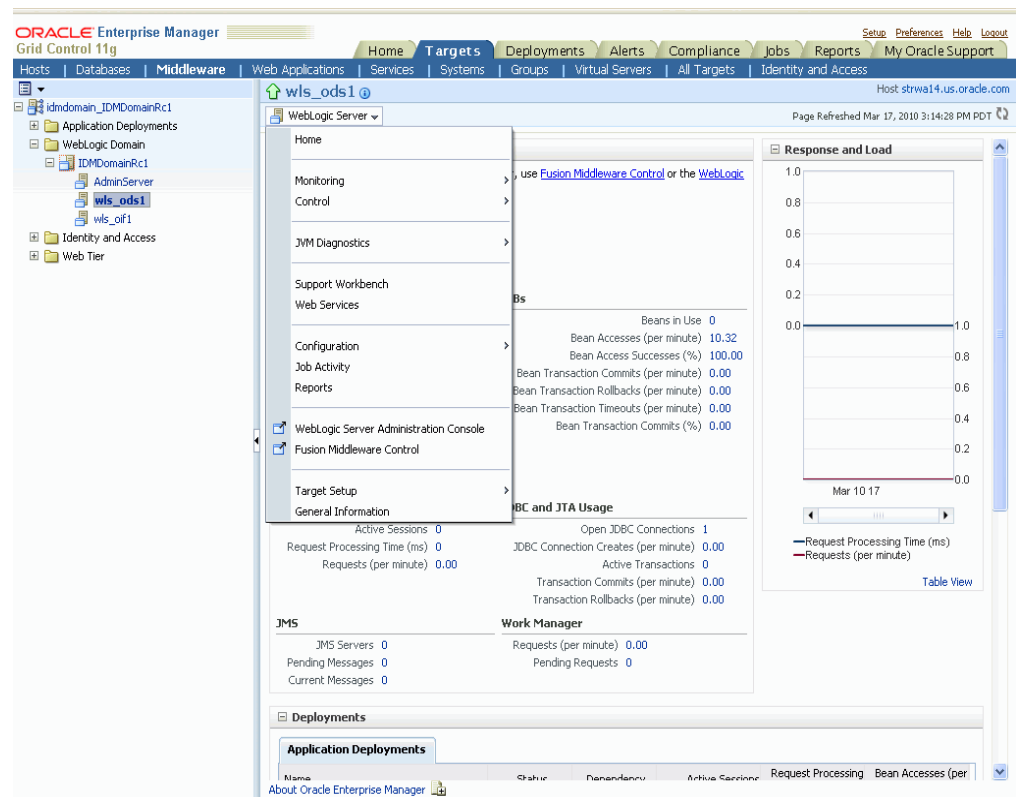 ORACLE Enterprise Manager
Grid Control 11g
Setup Preferences Help Logout
Home Targets Deployments Alerts Compliance Jobs Reports My Oracle Support
Hosts | Databases | Middleware | Web Applications | Services | Systems | Groups | Virtual Servers | All Targets | Identity and Access
idmdomain_IDMDomainRc1
Application Deployments
WebLogic Domain
IDMDomainRc1
AdminServer
wls_ods1
wls_oif1
Identity and Access
Web Tier
wls_ods1
Host strwa14.us.oracle.com
WebLogic Server
Page Refreshed Mar 17, 2010 3:14:28 PM PDT
Home
Monitoring
Control
JVM Diagnostics
Support Workbench
Web Services
Configuration
Job Activity
Reports
WebLogic Server Administration Console
Fusion Middleware Control
Target Setup
General Information
, use Fusion Middleware Control or the WebLogic
Bs
Beans in Use 0
Bean Accesses (per minute) 10.32
Bean Access Successes (%) 100.00
Bean Transaction Commits (per minute) 0.00
Bean Transaction Rollbacks (per minute) 0.00
Bean Transaction Timeouts (per minute) 0.00
Bean Transaction Commits (%) 0.00
Active Sessions 0
Request Processing Time (ms) 0
Requests (per minute) 0.00
BC and JTA Usage
Open JDBC Connections 1
JDBC Connection Creates (per minute) 0.00
Active Transactions 0
Transaction Commits (per minute) 0.00
Transaction Rollbacks (per minute) 0.00
JMS
JMS Servers 0
Pending Messages 0
Current Messages 0
Work Manager
Requests (per minute) 0.00
Pending Requests 0
Response and Load
1.0
0.8
0.6
0.4
0.2
0.0
1.0
0.8
0.6
0.4
0.2
0.0
Mar 10 17
Request Processing Time (ms)
Requests (per minute)
Table View
Deployments
Application Deployments
Name Status Dependency Active Sessions Request Processing Bean Accesses (per
About Oracle Enterprise Manager